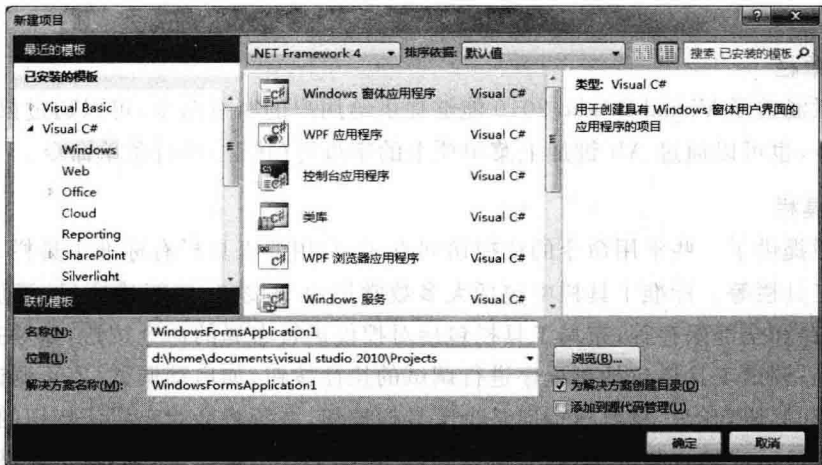 新建项目
最近的模板
.NET Framework 4
排序依据: 默认值
搜索 已安装的模板
已安装的模板
Visual Basic
Visual C#
Windows
Web
Office
Cloud
Reporting
SharePoint
Silverlight
联机模板
Windows 窗体应用程序 Visual C#
WPF 应用程序 Visual C#
控制台应用程序 Visual C#
类库 Visual C#
WPF 浏览器应用程序 Visual C#
Windows 服务 Visual C#
类型: Visual C#
用于创建具有 Windows 窗体用户界面的
应用程序的项目
名称(N): WindowsFormsApplication1
位置(L): d:\home\documents\visual studio 2010\Projects
浏览(B)...
解决方案名称(M): WindowsFormsApplication1
为解决方案创建目录(D)
添加到源代码管理(U)
确定
取消